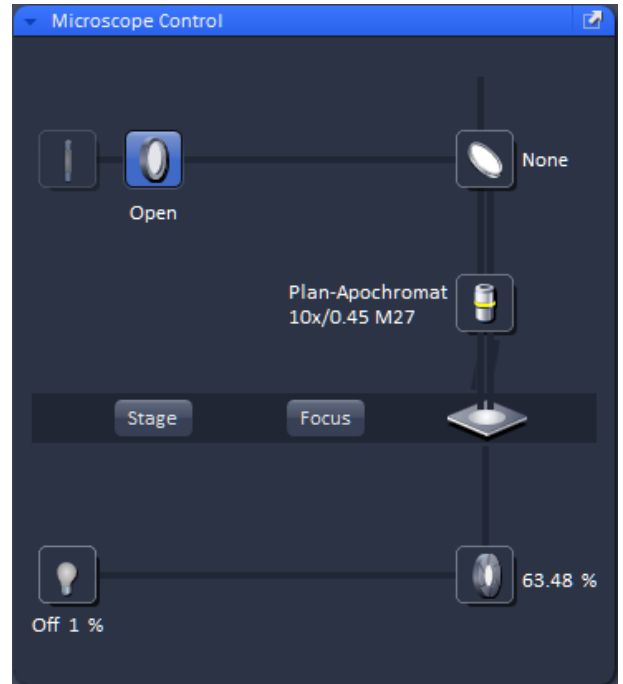 Microscope Control
None
Open
Plan-Apochromat
10x/0.45 M27
Stage
Focus
63.48 %
Off 1 %